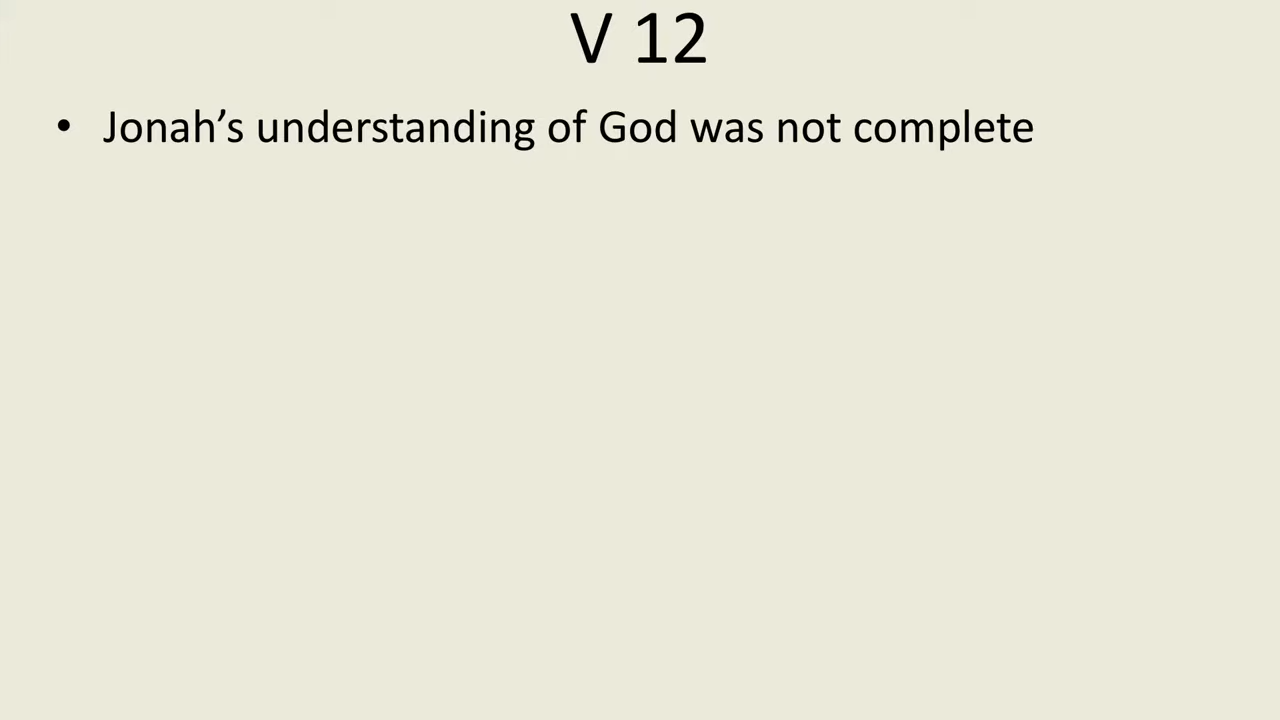 V 12
• Jonah’s understanding of God was not complete